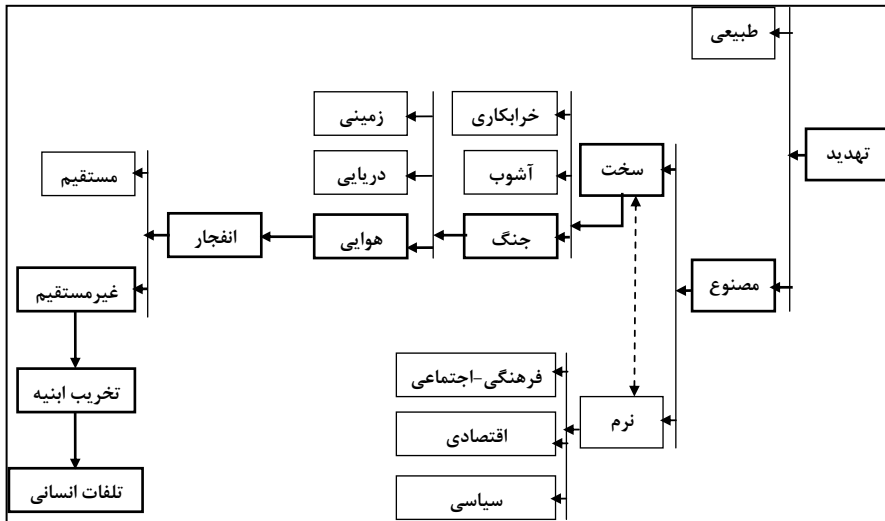 طبیعی
زمینی
خرابکاری
تهدید
سخت
آشوب
دریایی
مستقیم
جنگ
هوایی
انفجار
مصنوع
غیرمستقیم
فرهنگی-اجتماعی
تخریب ابنیه
نرم
اقتصادی
تلفات انسانی
سیاسی